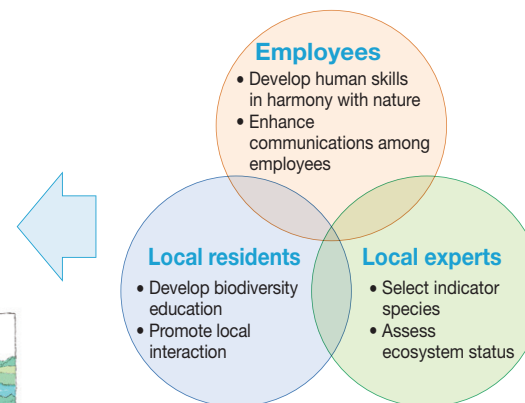 Employees
• Develop human skills
in harmony with nature
• Enhance
communications among
employees
Local residents
• Develop biodiversity
education
• Promote local
interaction
Local experts
• Select indicator
species
• Assess
ecosystem status